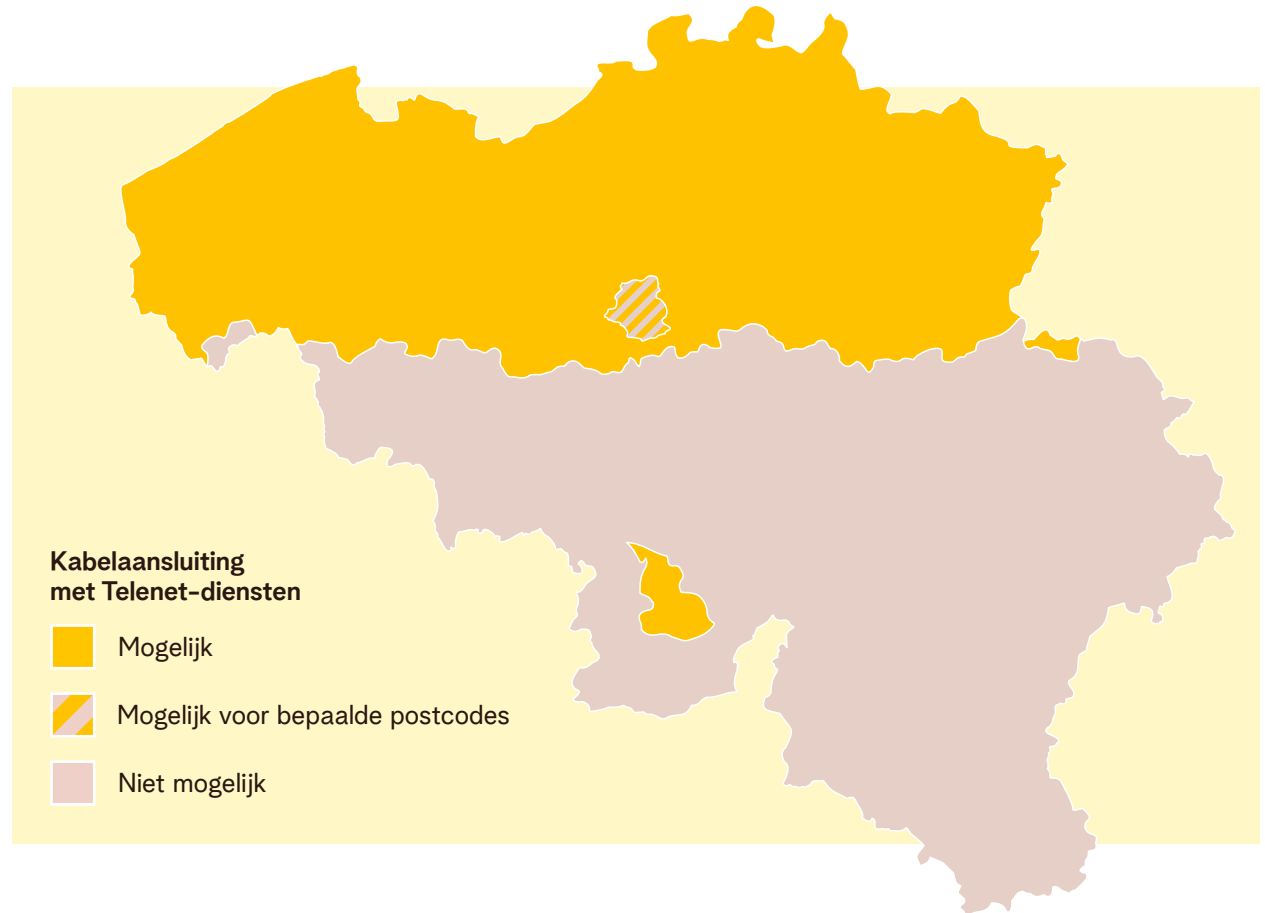 Kabelaansluiting
met Telenet-diensten
Mogelijk
Mogelijk voor bepaalde postcodes
Niet mogelijk